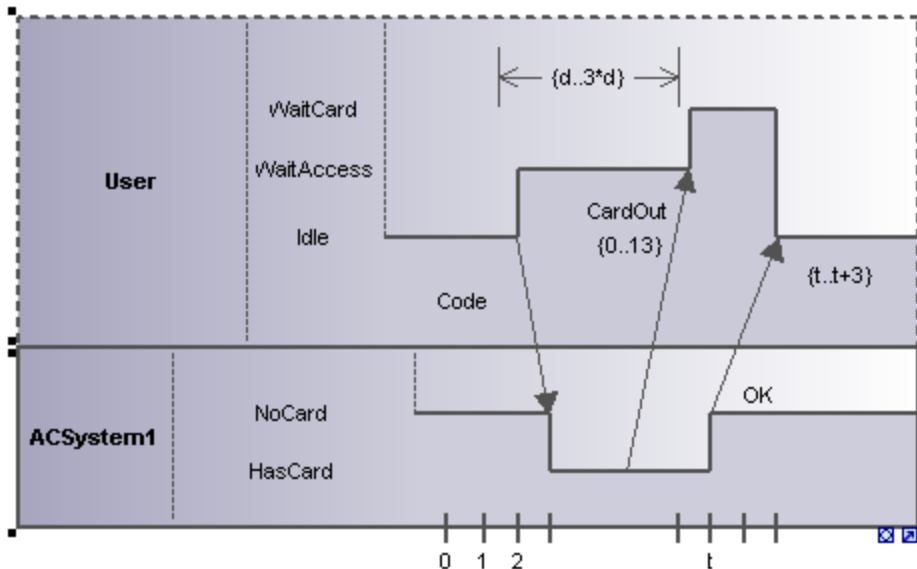 {d..3*d}
WaitCard
WaitAccess
User
CardOut
Idle
{0..13}
{t..t+3}
Code
OK
NoCard
ACSystem1
HasCard
0 1 2 t